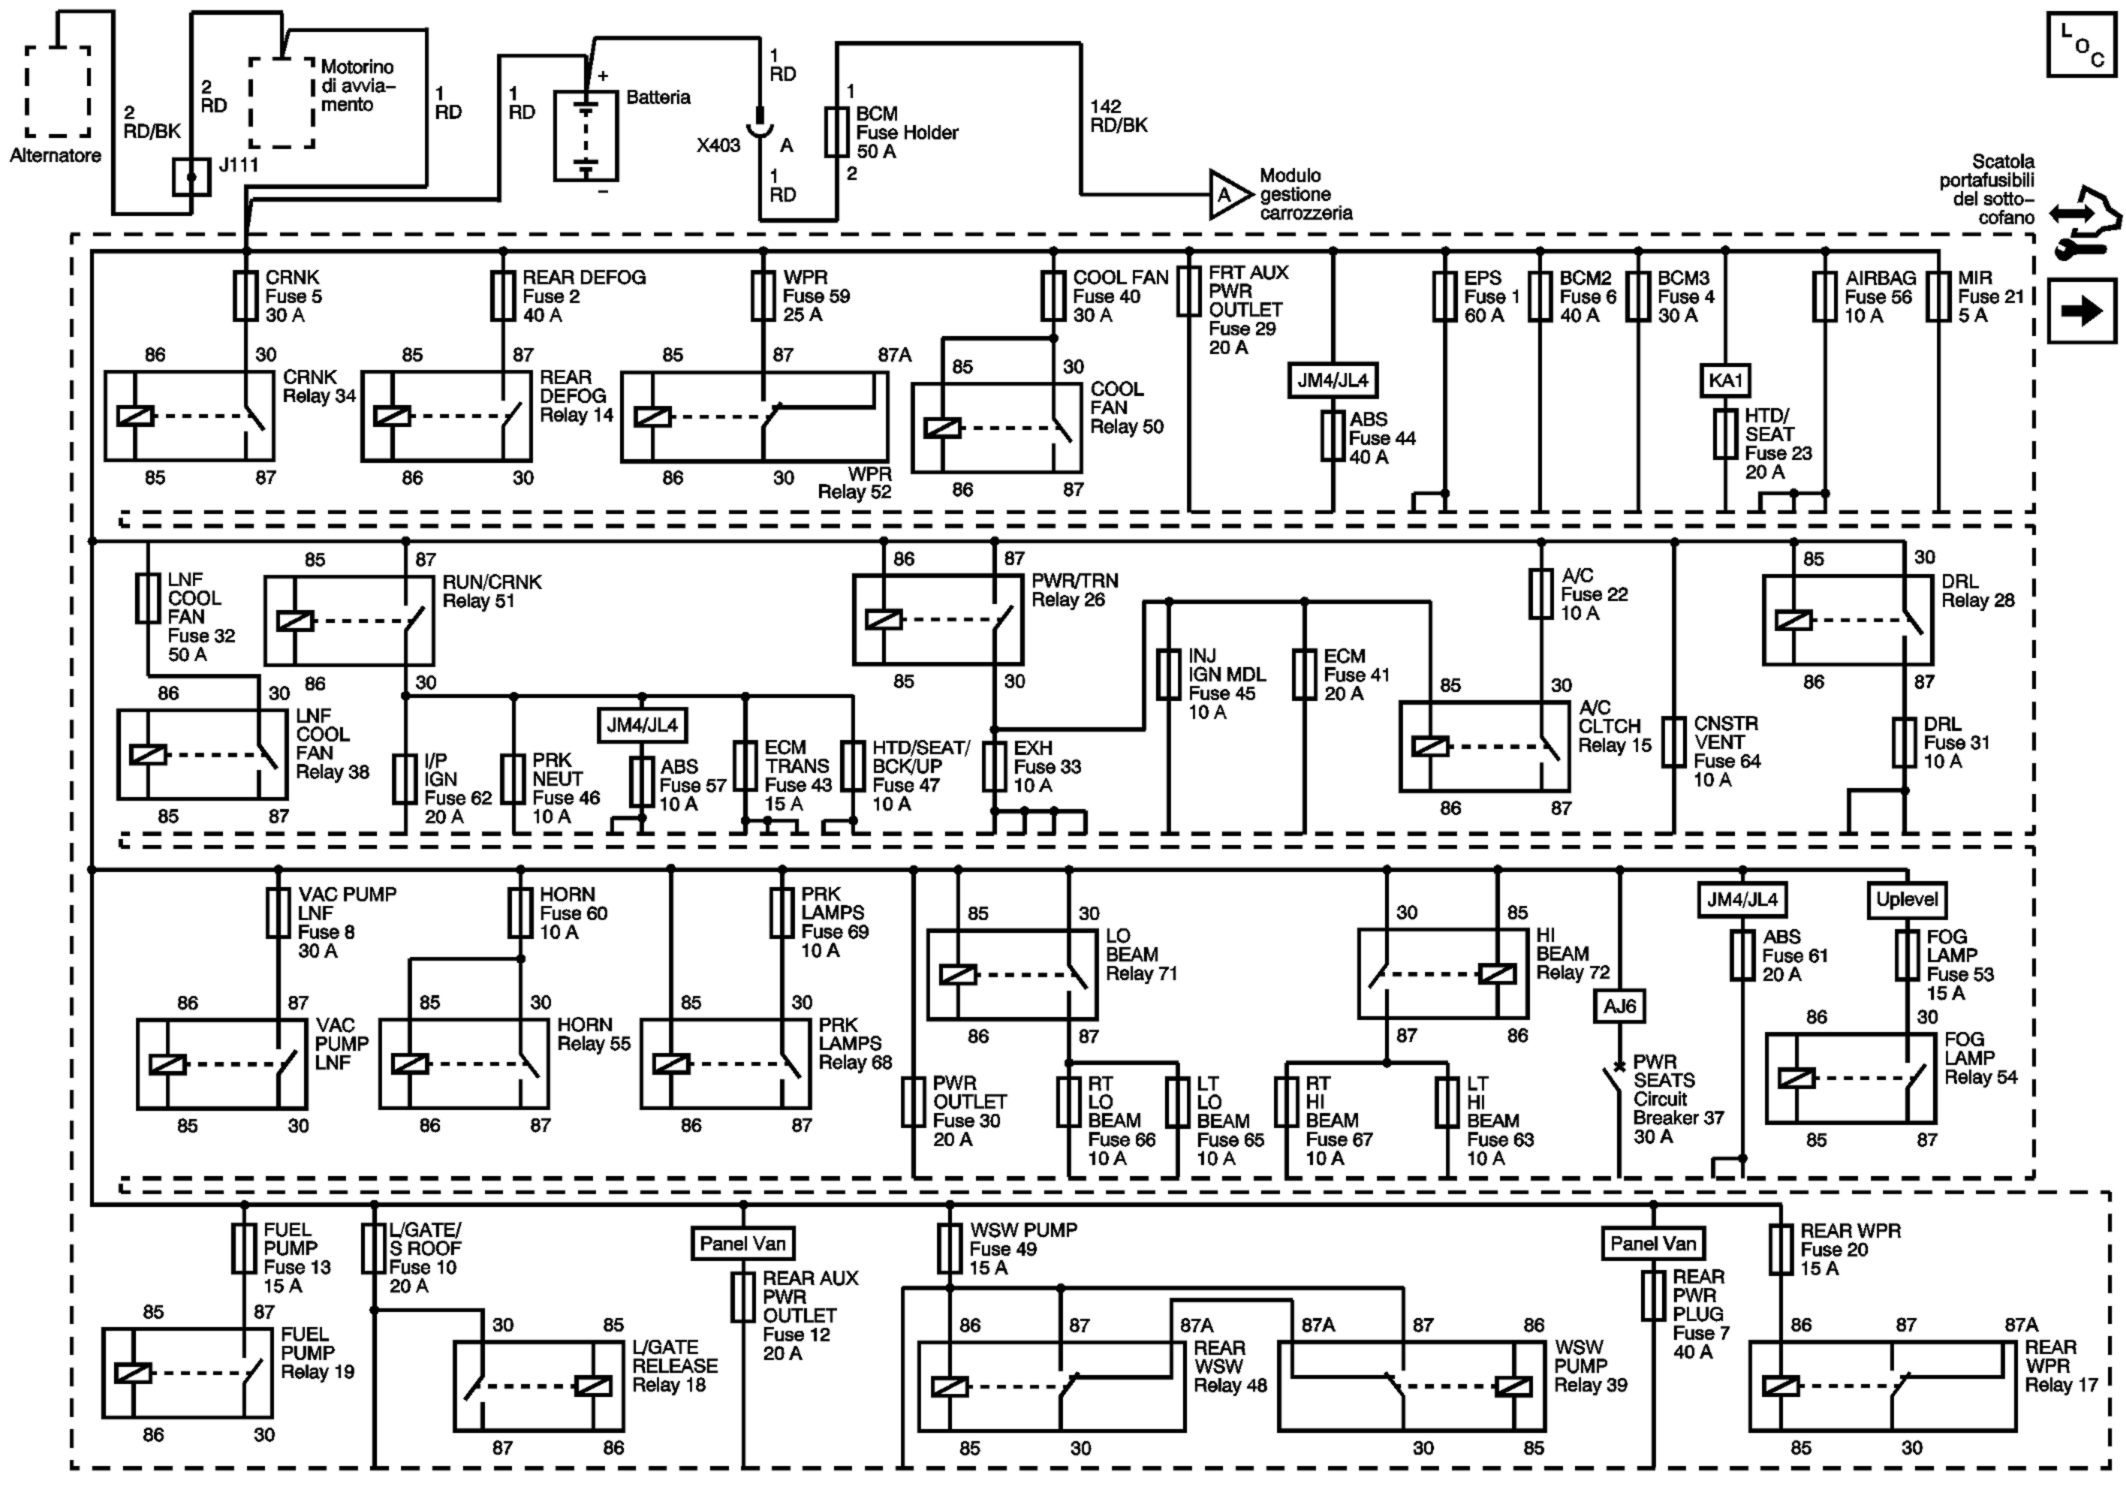 L
O
C
Alternatore
2
RD/BK
2
RD
J111
Motorino
di avvia-
mento
1
RD
1
RD
+
Batteria
−
1
RD
X403
A
1
RD
1
BCM
Fuse Holder
50 A
2
142
RD/BK
A
Modulo
gestione
carrozzeria
Scatola
portafusibili
del sotto-
cofano
CRNK
Fuse 5
30 A
REAR DEFOG
Fuse 2
40 A
WPR
Fuse 59
25 A
COOL FAN
Fuse 40
30 A
FRT AUX
PWR
OUTLET
Fuse 29
20 A
EPS
Fuse 1
60 A
BCM2
Fuse 6
40 A
BCM3
Fuse 4
30 A
AIRBAG
Fuse 56
10 A
MIR
Fuse 21
5 A
86
30
CRNK
Relay 34
85
87
85
87
REAR
DEFOG
Relay 14
86
30
85
87
87A
86
30
WPR
Relay 52
85
30
COOL
FAN
Relay 50
86
87
JM4/JL4
ABS
Fuse 44
40 A
KA1
HTD/
SEAT
Fuse 23
20 A
LNF
COOL
FAN
Fuse 32
50 A
86
30
LNF
COOL
FAN
Relay 38
85
87
85
87
RUN/CRNK
Relay 51
86
30
I/P
IGN
Fuse 62
20 A
PRK
NEUT
Fuse 46
10 A
JM4/JL4
ABS
Fuse 57
10 A
ECM
TRANS
Fuse 43
15 A
HTD/SEAT/
BCK/UP
Fuse 47
10 A
86
87
PWR/TRN
Relay 26
85
30
EXH
Fuse 33
10 A
INJ
IGN MDL
Fuse 45
10 A
ECM
Fuse 41
20 A
A/C
Fuse 22
10 A
85
30
A/C
CLTCH
Relay 15
86
87
CNSTR
VENT
Fuse 64
10 A
85
30
DRL
Relay 28
86
87
DRL
Fuse 31
10 A
VAC PUMP
LNF
Fuse 8
30 A
86
87
VAC
PUMP
LNF
85
30
HORN
Fuse 60
10 A
85
30
HORN
Relay 55
86
87
PRK
LAMPS
Fuse 69
10 A
85
30
PRK
LAMPS
Relay 68
86
87
PWR
OUTLET
Fuse 30
20 A
85
30
LO
BEAM
Relay 71
86
87
RT
LO
BEAM
Fuse 66
10 A
LT
LO
BEAM
Fuse 65
10 A
30
85
HI
BEAM
Relay 72
87
86
RT
HI
BEAM
Fuse 67
10 A
LT
HI
BEAM
Fuse 63
10 A
AJ6
PWR
SEATS
Circuit
Breaker 37
30 A
JM4/JL4
ABS
Fuse 61
20 A
Uplevel
FOG
LAMP
Fuse 53
15 A
86
30
FOG
LAMP
Relay 54
85
87
FUEL
PUMP
Fuse 13
15 A
85
87
FUEL
PUMP
Relay 19
86
30
L/GATE/
S ROOF
Fuse 10
20 A
30
85
L/GATE
RELEASE
Relay 18
87
86
Panel Van
REAR AUX
PWR
OUTLET
Fuse 12
20 A
WSW PUMP
Fuse 49
15 A
86
87
87A
REAR
WSW
Relay 48
85
30
87A
87
86
WSW
PUMP
Relay 39
30
85
Panel Van
REAR
PWR
PLUG
Fuse 7
40 A
REAR WPR
Fuse 20
15 A
86
87
87A
REAR
WPR
Relay 17
85
30